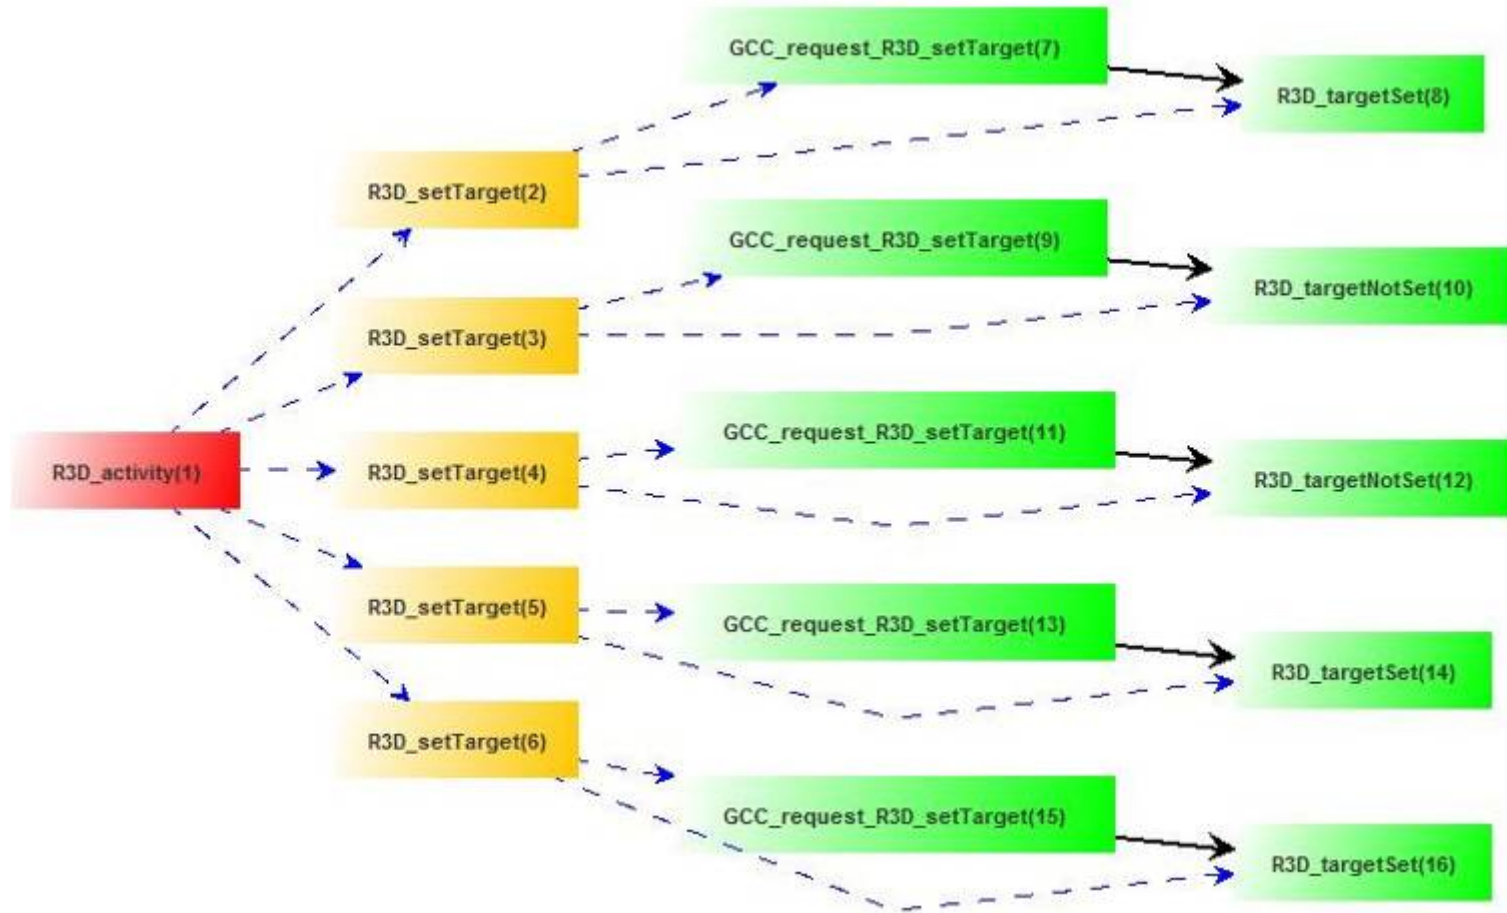 GCC_request_R3D_setTarget(7)
R3D_targetSet(8)
R3D_setTarget(2)
GCC_request_R3D_setTarget(9)
R3D_targetNotSet(10)
R3D_setTarget(3)
GCC_request_R3D_setTarget(11)
R3D_activity(1)
R3D_setTarget(4)
R3D_targetNotSet(12)
R3D_setTarget(5)
GCC_request_R3D_setTarget(13)
R3D_targetSet(14)
R3D_setTarget(6)
GCC_request_R3D_setTarget(15)
R3D_targetSet(16)